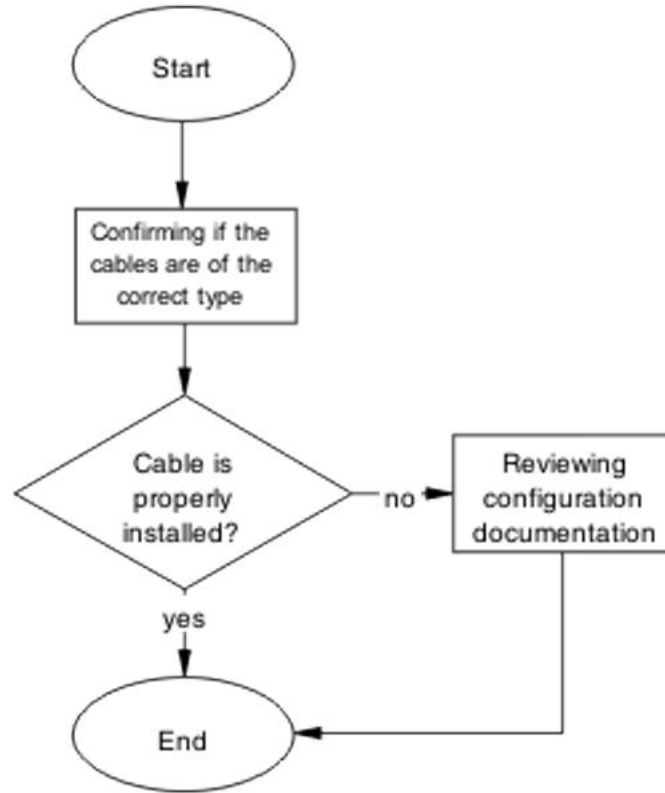 Start
Confirming if the
cables are of the
correct type
Cable is
properly
installed?
no
Reviewing
configuration
documentation
yes
End